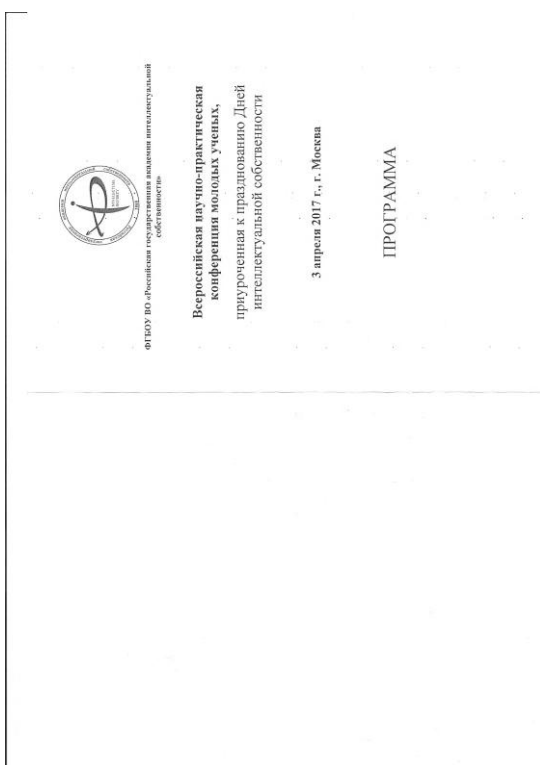 ФГБОУ ВО «Российская государственная академия интеллектуальной
собственности»
Всероссийская научно-практическая
конференция молодых ученых,
приуроченная к празднованию Дней
интеллектуальной собственности
3 апреля 2017 г., г. Москва
ПРОГРАММА